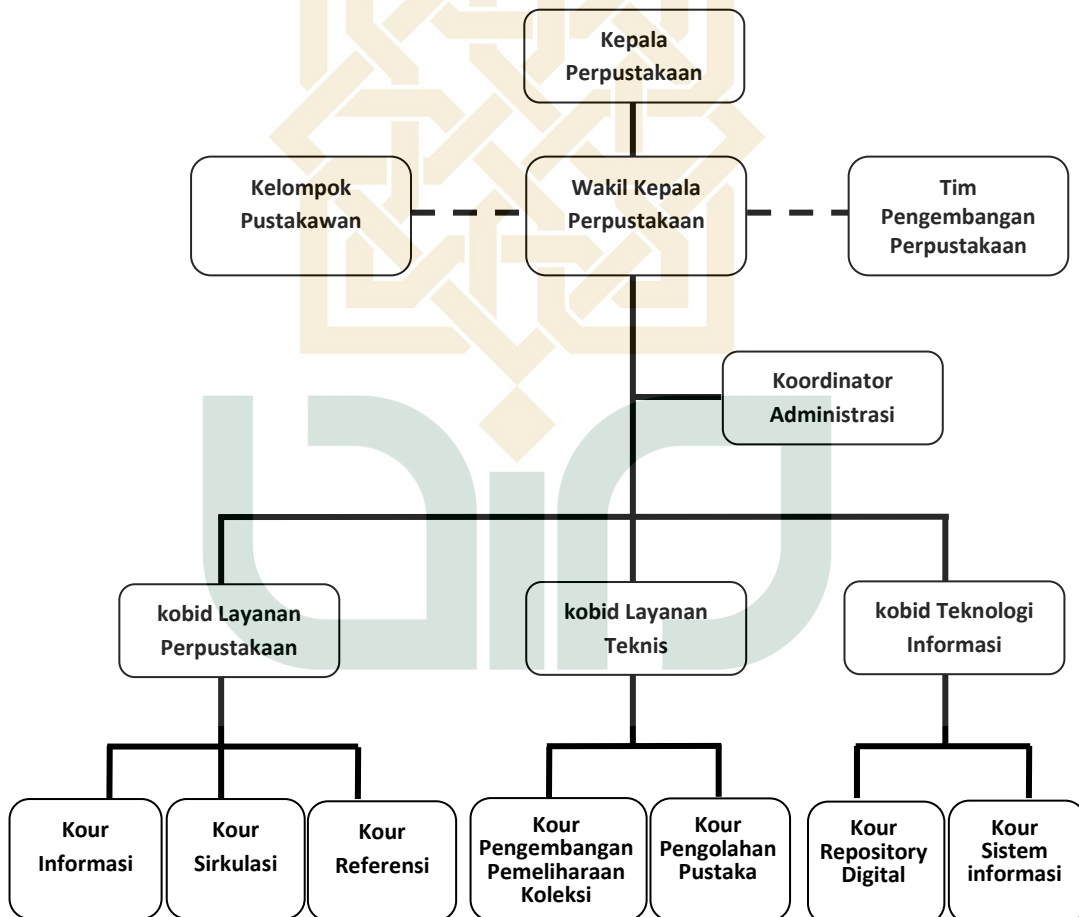 Kepala
Perpustakaan
Kelompok
Pustakawan
Wakil Kepala
Perpustakaan
Tim
Pengembangan
Perpustakaan
Koordinator
Administrasi
kobid Layanan
Perpustakaan
kobid Layanan
Teknis
kobid Teknologi
Informasi
Kour
Informasi
Kour
Sirkulasi
Kour
Referensi
Kour
Pengembangan
Pemeliharaan
Koleksi
Kour
Pengolahan
Pustaka
Kour
Repository
Digital
Kour
Sistem
informasi